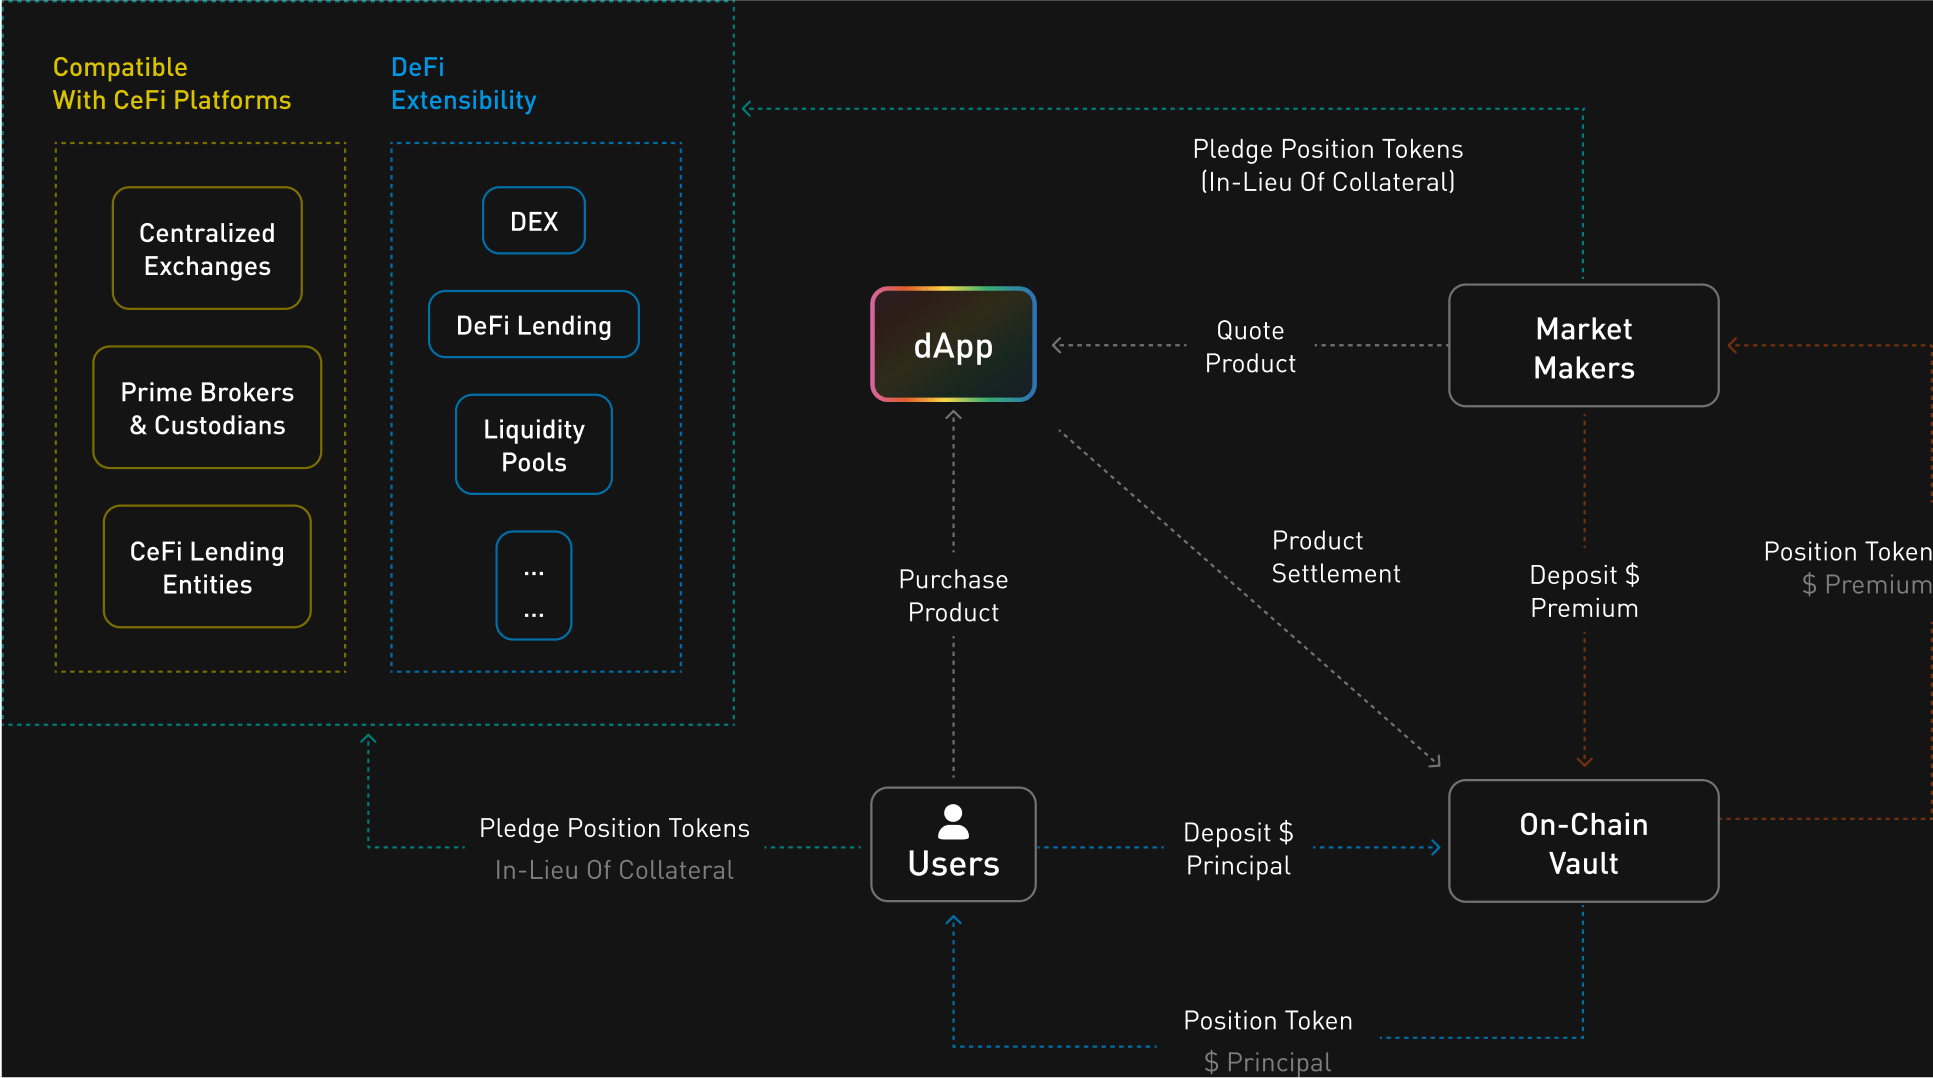 Compatible
With CeFi Platforms
Centralized
Exchanges
Prime Brokers
& Custodians
CeFi Lending
Entities
DeFi
Extensibility
DEX
DeFi Lending
Liquidity
Pools
...
...
Pledge Position Tokens
(In-Lieu Of Collateral)
dApp
Quote
Product
Market
Makers
Purchase
Product
Product
Settlement
Deposit $
Premium
Position Token
$ Premium
Pledge Position Tokens
In-Lieu Of Collateral
Users
Deposit $
Principal
On-Chain
Vault
Position Token
$ Principal